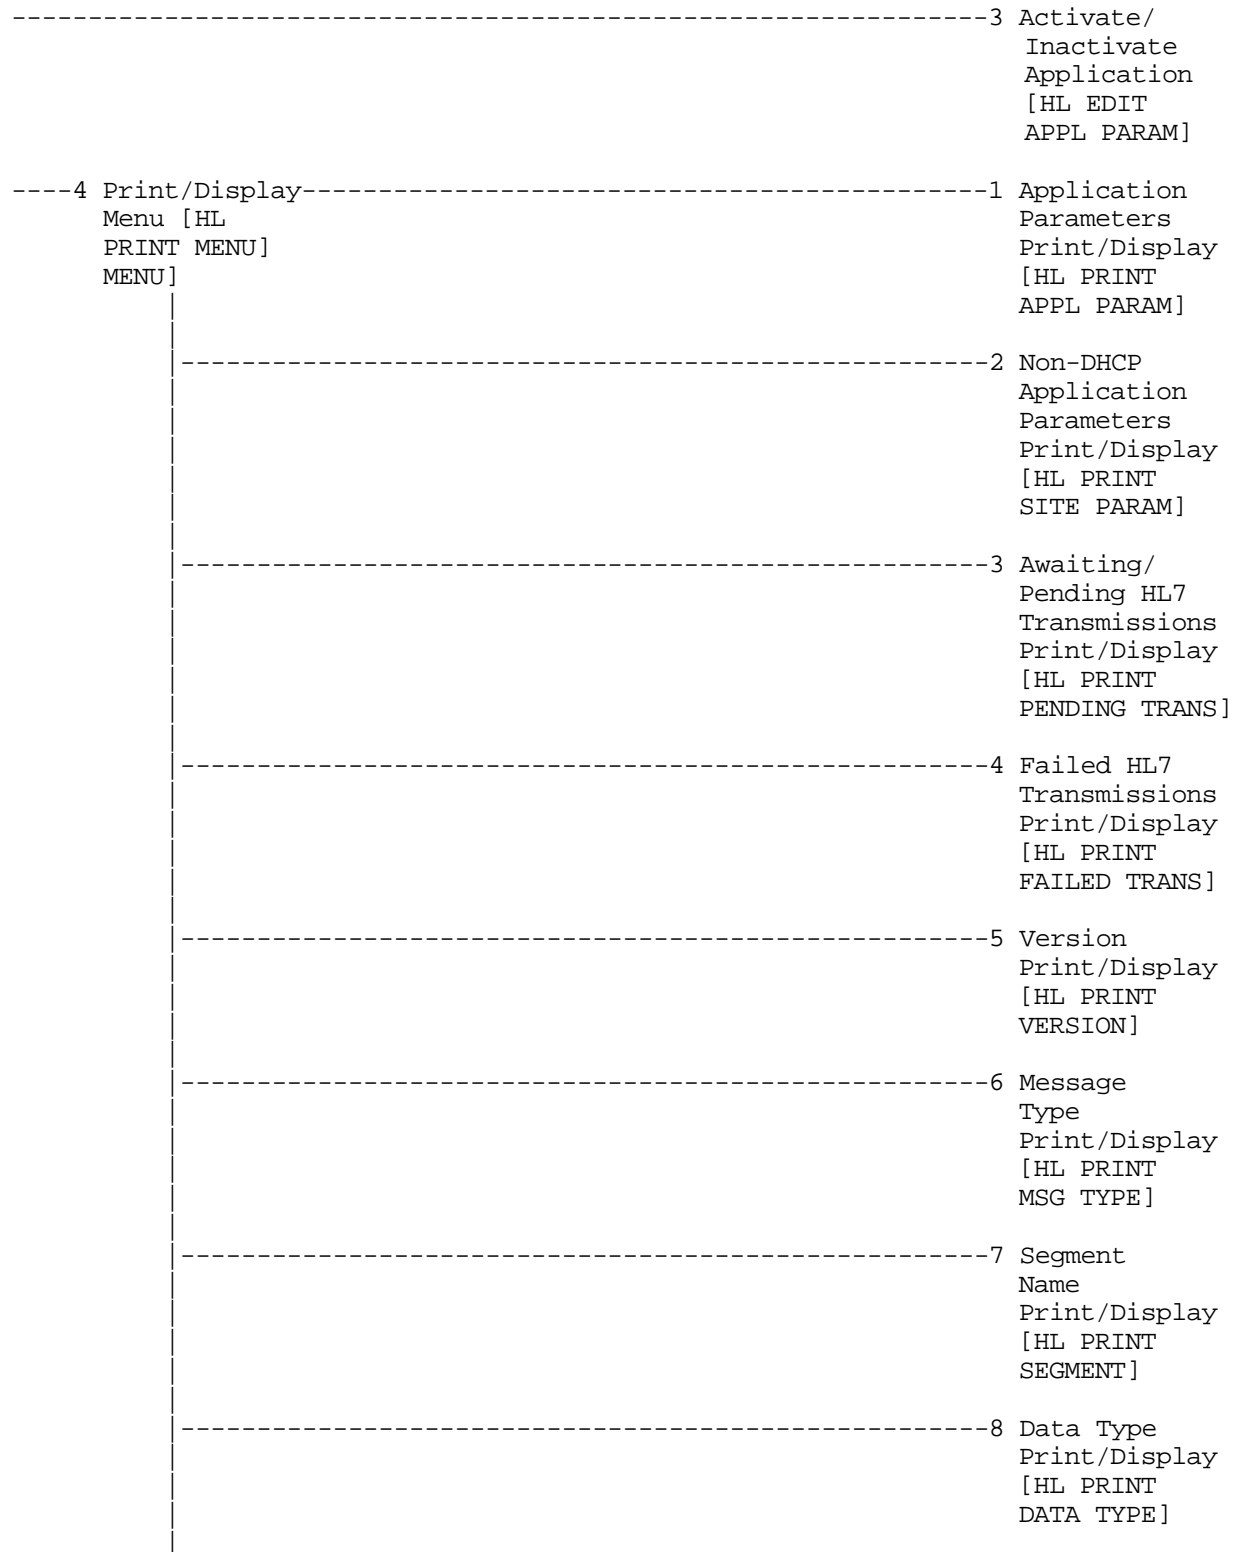 ----------------------------------------------------------------3 Activate/
Inactivate
Application
[HL EDIT
APPL PARAM]
----4 Print/Display---------------------------------------------1 Application
Menu [HL Parameters
PRINT MENU] Print/Display
MENU] [HL PRINT
| APPL PARAM]
|
|-----------------------------------------------------2 Non-DHCP
| Application
| Parameters
| Print/Display
| [HL PRINT
| SITE PARAM]
|
|-----------------------------------------------------3 Awaiting/
| Pending HL7
| Transmissions
| Print/Display
| [HL PRINT
| PENDING TRANS]
|
|-----------------------------------------------------4 Failed HL7
| Transmissions
| Print/Display
| [HL PRINT
| FAILED TRANS]
|
|-----------------------------------------------------5 Version
| Print/Display
| [HL PRINT
| VERSION]
|
|-----------------------------------------------------6 Message
| Type
| Print/Display
| [HL PRINT
| MSG TYPE]
|
|-----------------------------------------------------7 Segment
| Name
| Print/Display
| [HL PRINT
| SEGMENT]
|
|-----------------------------------------------------8 Data Type
| Print/Display
| [HL PRINT
| DATA TYPE]
|